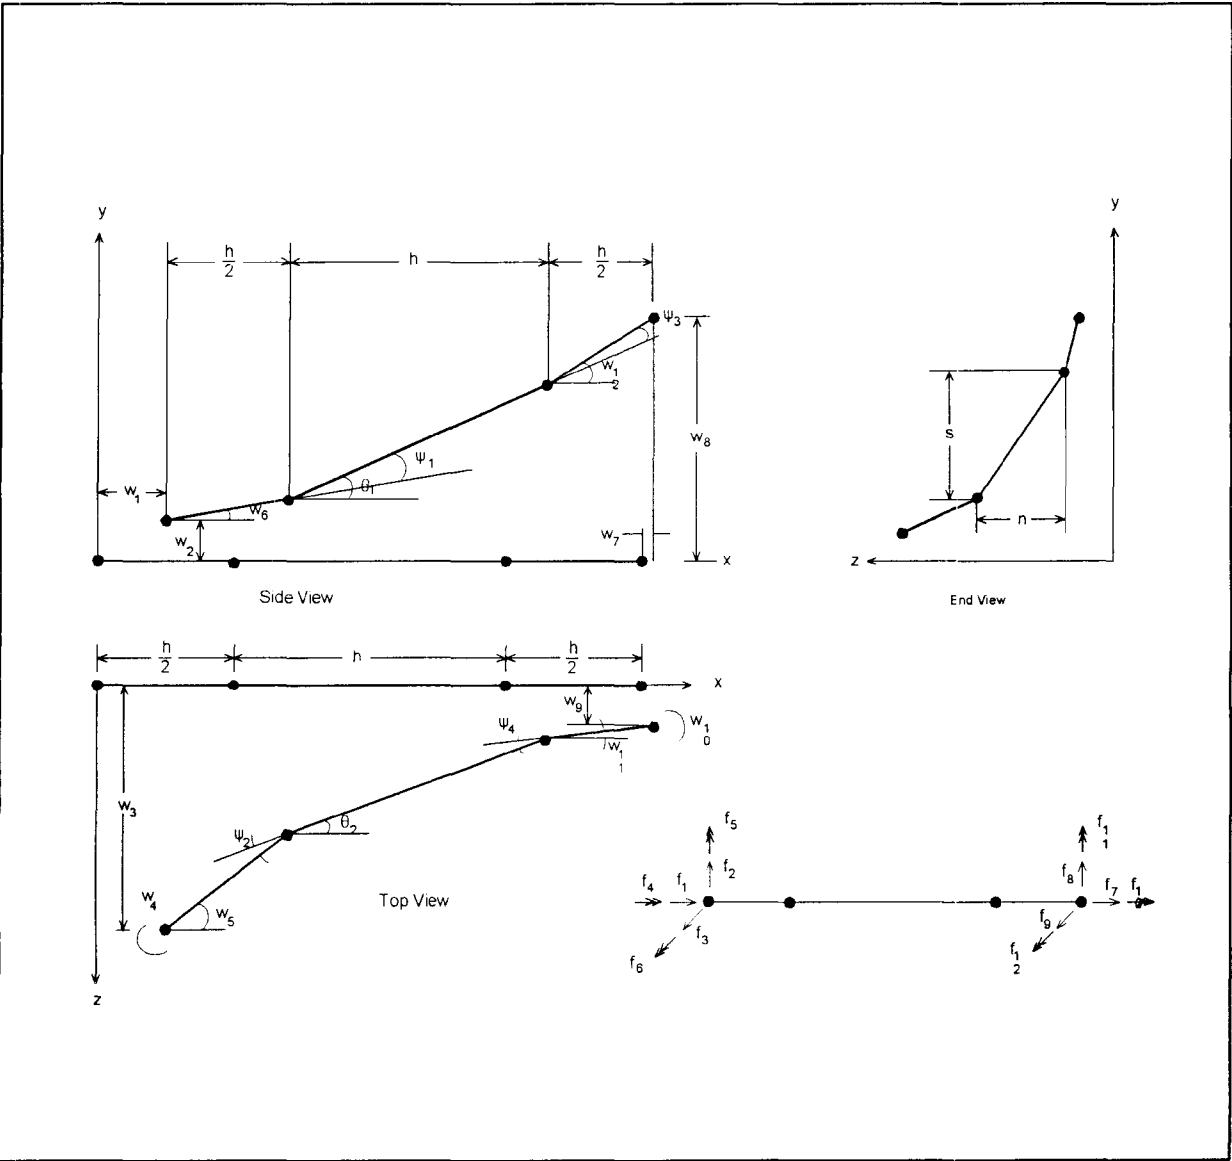 y
y
h/2
h
h/2
ψ3
w12
w8
ψ1
θ1
s
w1
w6
w2
w7
n
x
z
Side View
End View
h/2
h
h/2
x
w9
w10
ψ4
w11
w3
ψ2
θ2
f5
f11
w4
w5
Top View
f4
f1
f2
f8
f7
f1
f3
f9
f6
f12
z